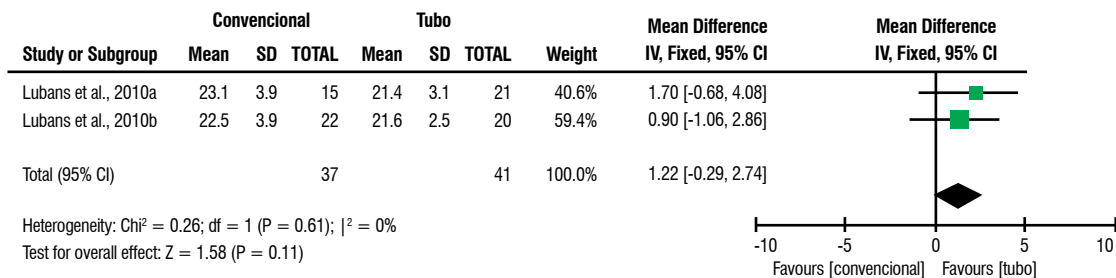 Convencional Tubo Mean Difference Mean Difference
Study or Subgroup Mean SD TOTAL Mean SD TOTAL Weight IV, Fixed, 95% CI IV, Fixed, 95% CI
Lubans et al., 2010a 23.1 3.9 15 21.4 3.1 21 40.6% 1.70 [-0.68, 4.08]
Lubans et al., 2010b 22.5 3.9 22 21.6 2.5 20 59.4% 0.90 [-1.06, 2.86]
Total (95% CI) 37 41 100.0% 1.22 [-0.29, 2.74]
Heterogeneity: Chi² = 0.26; df = 1 (P = 0.61); |² = 0%
Test for overall effect: Z = 1.58 (P = 0.11)
-10 -5 0 5 10
Favours [convencional] Favours [tubo]